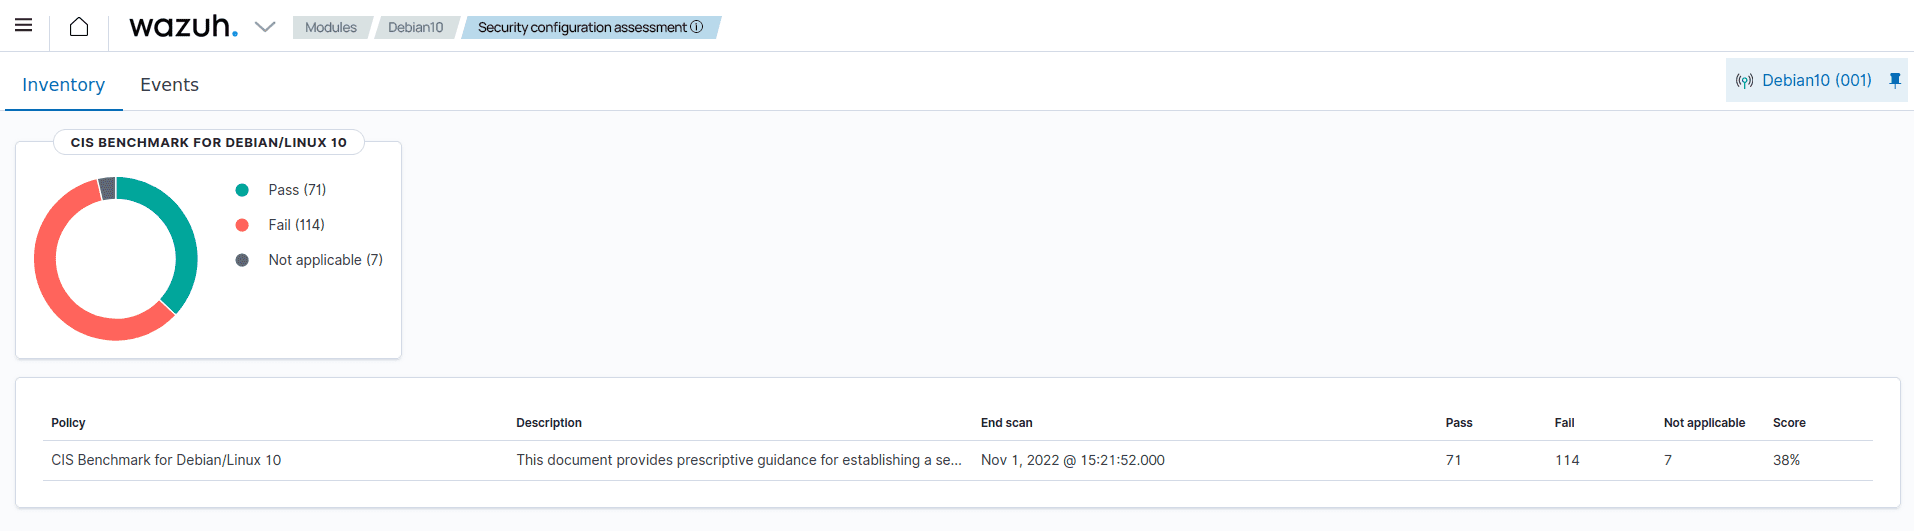 wazuh. Modules Debian10 Security configuration assessment
Inventory Events Debian10 (001)
CIS BENCHMARK FOR DEBIAN/LINUX 10
Pass (71)
Fail (114)
Not applicable (7)
Policy Description End scan Pass Fail Not applicable Score
CIS Benchmark for Debian/Linux 10 This document provides prescriptive guidance for establishing a se... Nov 1, 2022 @ 15:21:52.000 71 114 7 38%